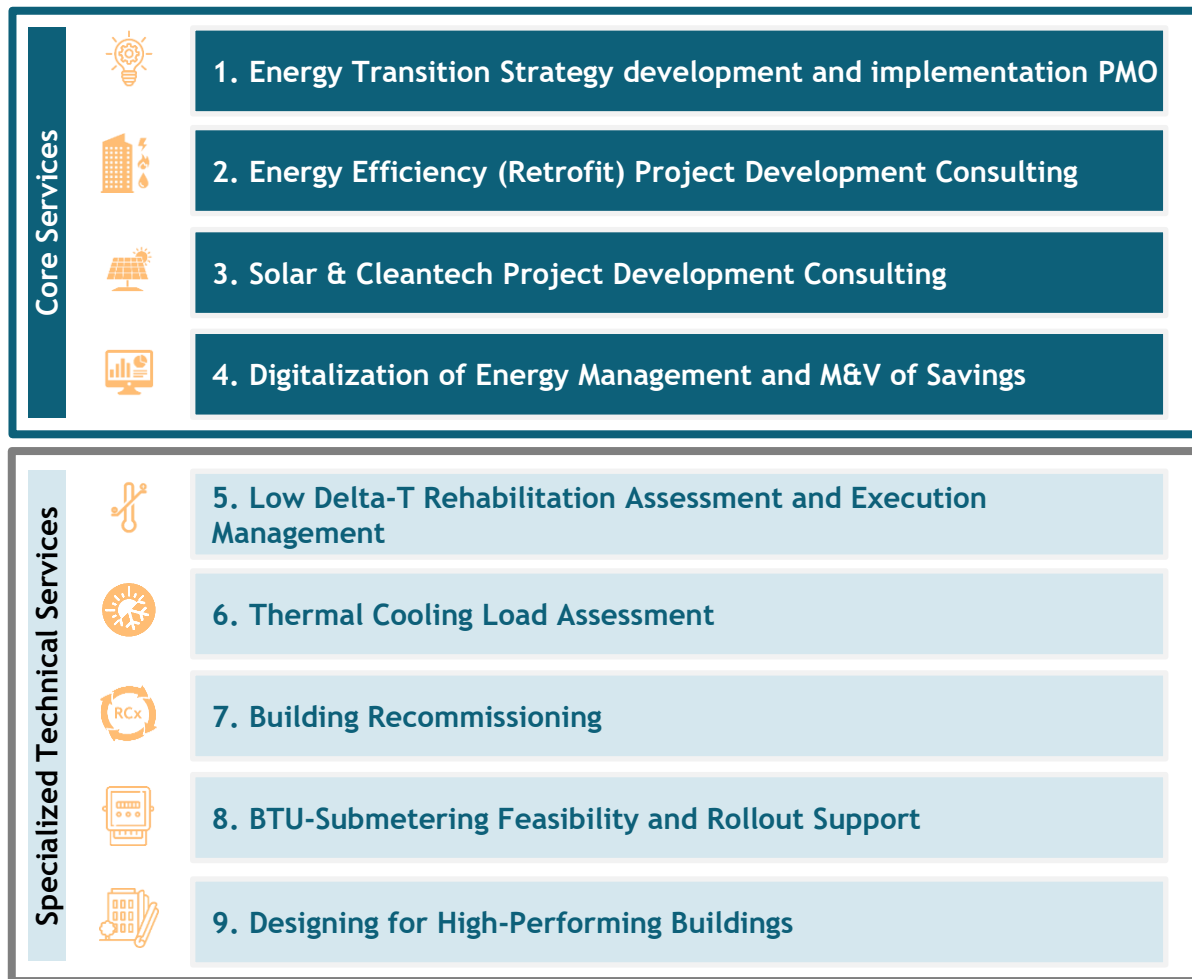 Core Services
1. Energy Transition Strategy development and implementation PMO
2. Energy Efficiency (Retrofit) Project Development Consulting
3. Solar & Cleantech Project Development Consulting
4. Digitalization of Energy Management and M&V of Savings
Specialized Technical Services
5. Low Delta-T Rehabilitation Assessment and Execution
Management
6. Thermal Cooling Load Assessment
RCx
7. Building Recommissioning
8. BTU-Submetering Feasibility and Rollout Support
9. Designing for High-Performing Buildings